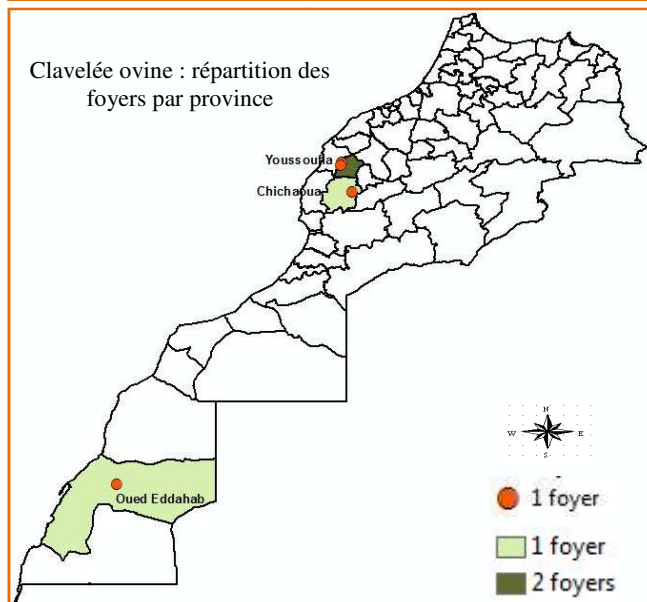 Clavelée ovine : répartition des
foyers par province
Youssoufia
Chichaoua
Oued Eddahab
N
W E
S
1 foyer
1 foyer
2 foyers